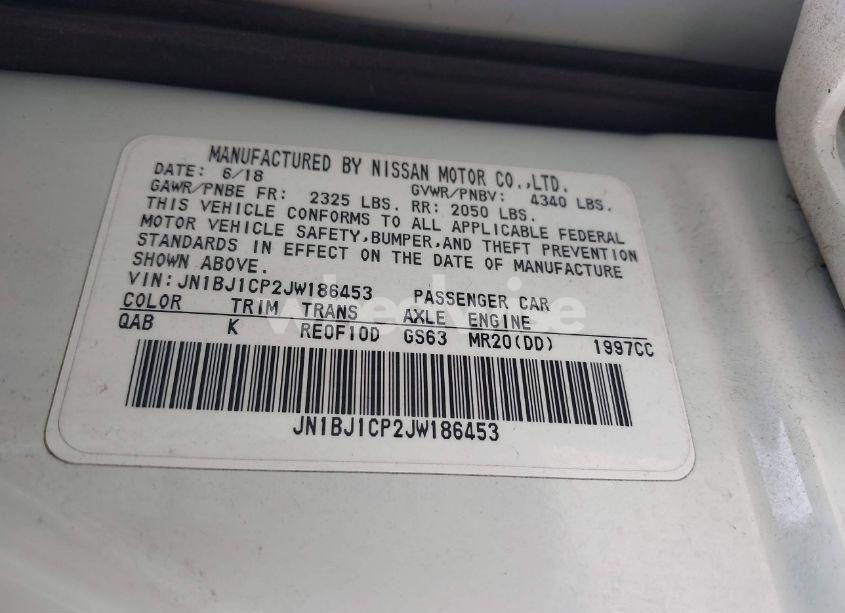 MANUFACTURED BY NISSAN MOTOR CO.,LTD.
DATE: 6/18 GVWR/PNBV: 4340 LBS.
GAWR/PNBE FR: 2325 LBS. RR: 2050 LBS.
THIS VEHICLE CONFORMS TO ALL APPLICABLE FEDERAL
MOTOR VEHICLE SAFETY,BUMPER,AND THEFT PREVENTION
STANDARDS IN EFFECT ON THE DATE OF MANUFACTURE
SHOWN ABOVE.
VIN:JN1BJ1CP2JW186453 PASSENGER CAR
COLOR TRIM TRANS AXLE ENGINE
QAB K RE0F10D GS63 MR20(DD) 1997CC
JN1BJ1CP2JW186453